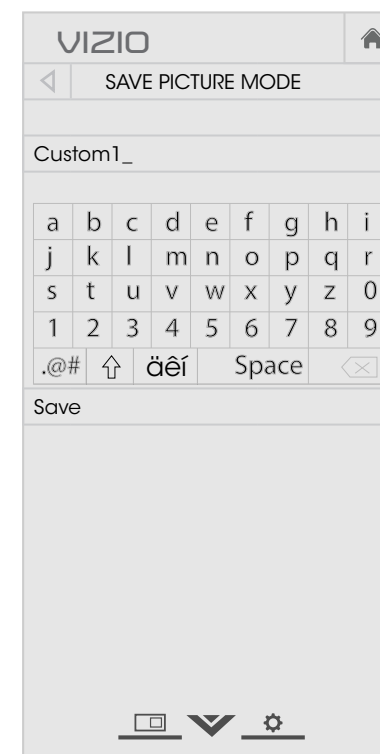 VIZIO
SAVE PICTURE MODE
Custom1_
a b c d e f g h i
j k l m n o p q r
s t u v w x y z 0
1 2 3 4 5 6 7 8 9
.@# äêí Space
Save